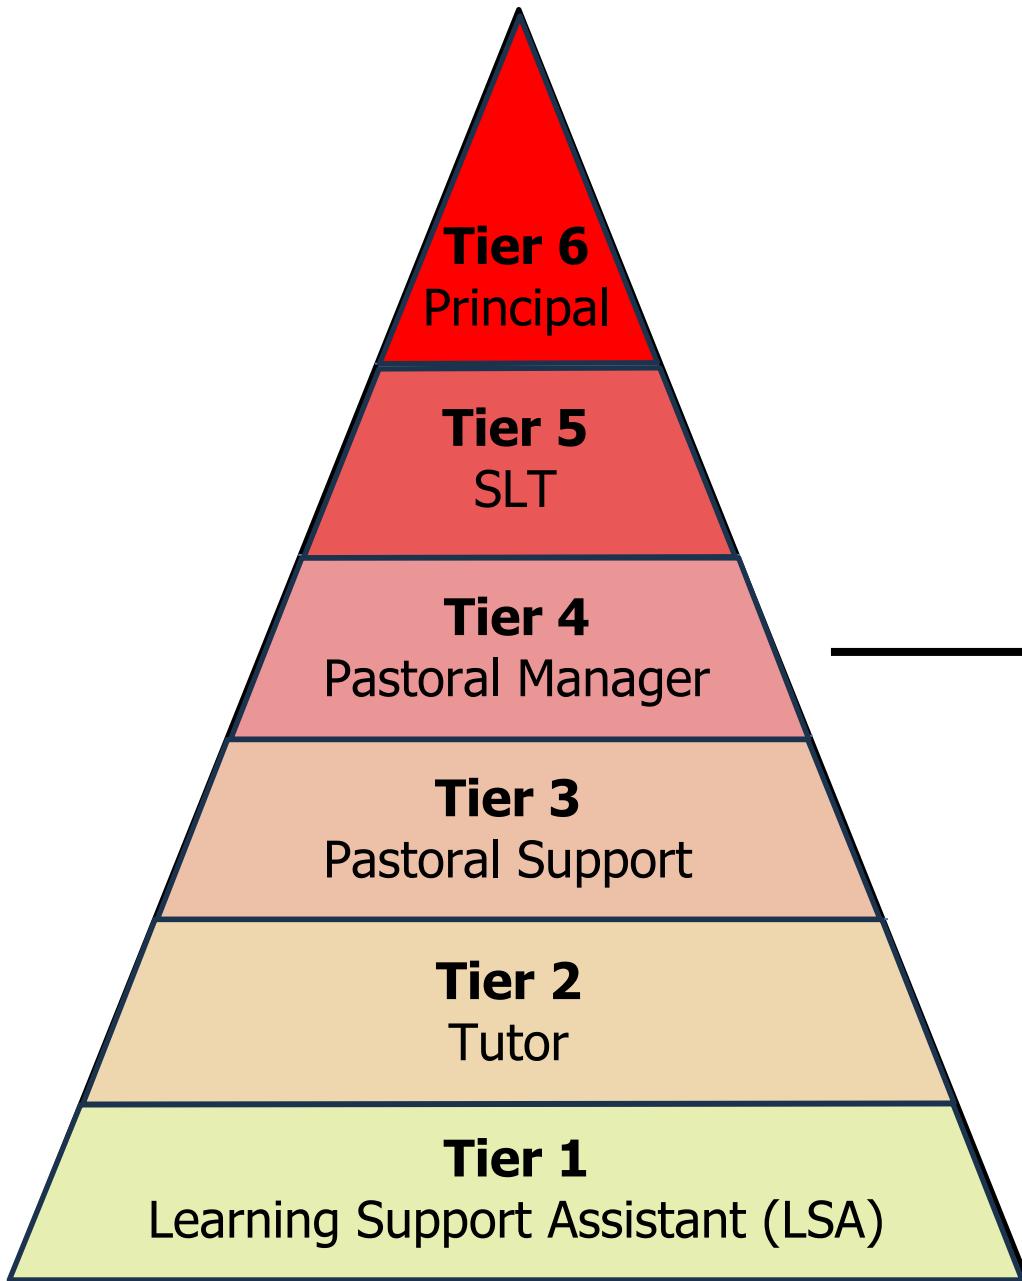 Tier 6
Principal
Tier 5
SLT
Tier 4
Pastoral Manager
Tier 3
Pastoral Support
Tier 2
Tutor
Tier 1
Learning Support Assistant (LSA)